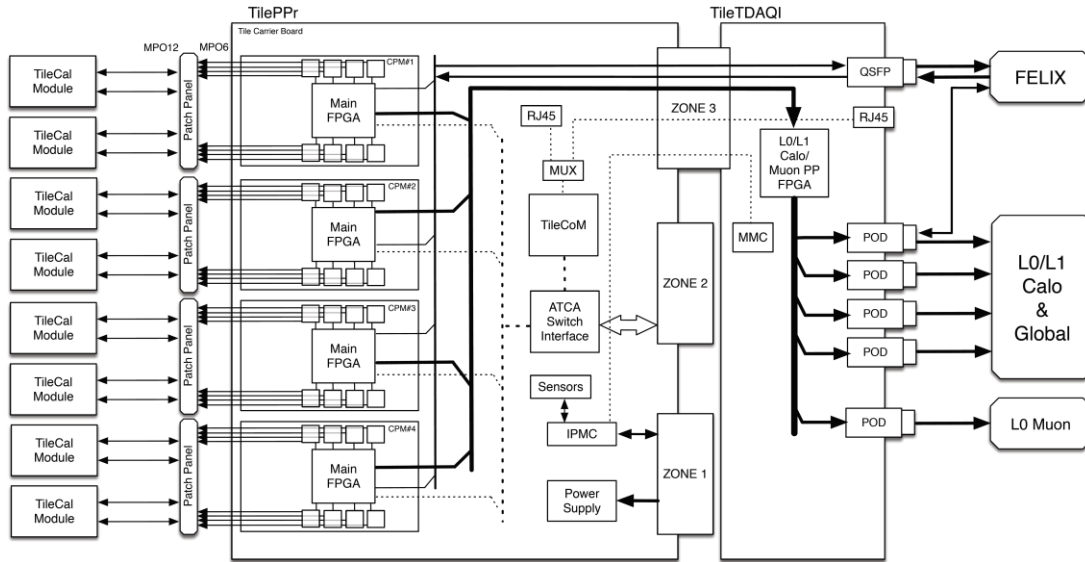 TilePPr
TileTDAQI
Tile Carrier Board
MPO12
MPO6
TileCal
Module
TileCal
Module
TileCal
Module
TileCal
Module
TileCal
Module
TileCal
Module
TileCal
Module
TileCal
Module
Patch Panel
Patch Panel
Patch Panel
Patch Panel
CPM#1
Main
FPGA
CPM#2
Main
FPGA
CPM#3
Main
FPGA
CPM#4
Main
FPGA
RJ45
MUX
TileCoM
ATCA
Switch
Interface
Sensors
IPMC
Power
Supply
ZONE 3
ZONE 2
ZONE 1
QSFP
RJ45
L0/L1
Calo/
Muon PP
FPGA
MMC
POD
POD
POD
POD
POD
FELIX
L0/L1
Calo
&
Global
L0 Muon